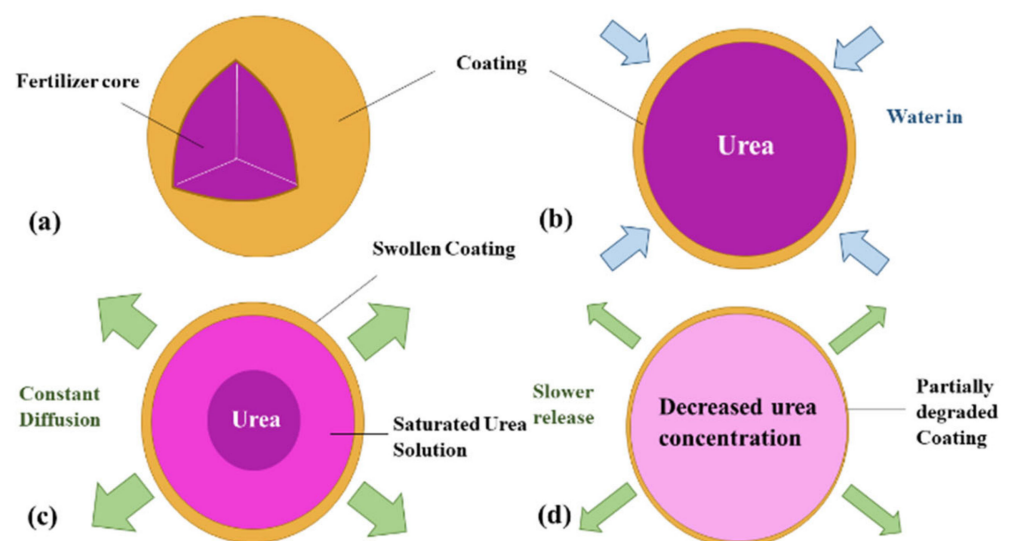 Fertilizer core
Coating
(a)
Urea
Water in
(b)
Swollen Coating
Constant
Diffusion
Urea
Saturated Urea
Solution
(c)
Slower
release
Decreased urea
concentration
Partially
degraded
Coating
(d)